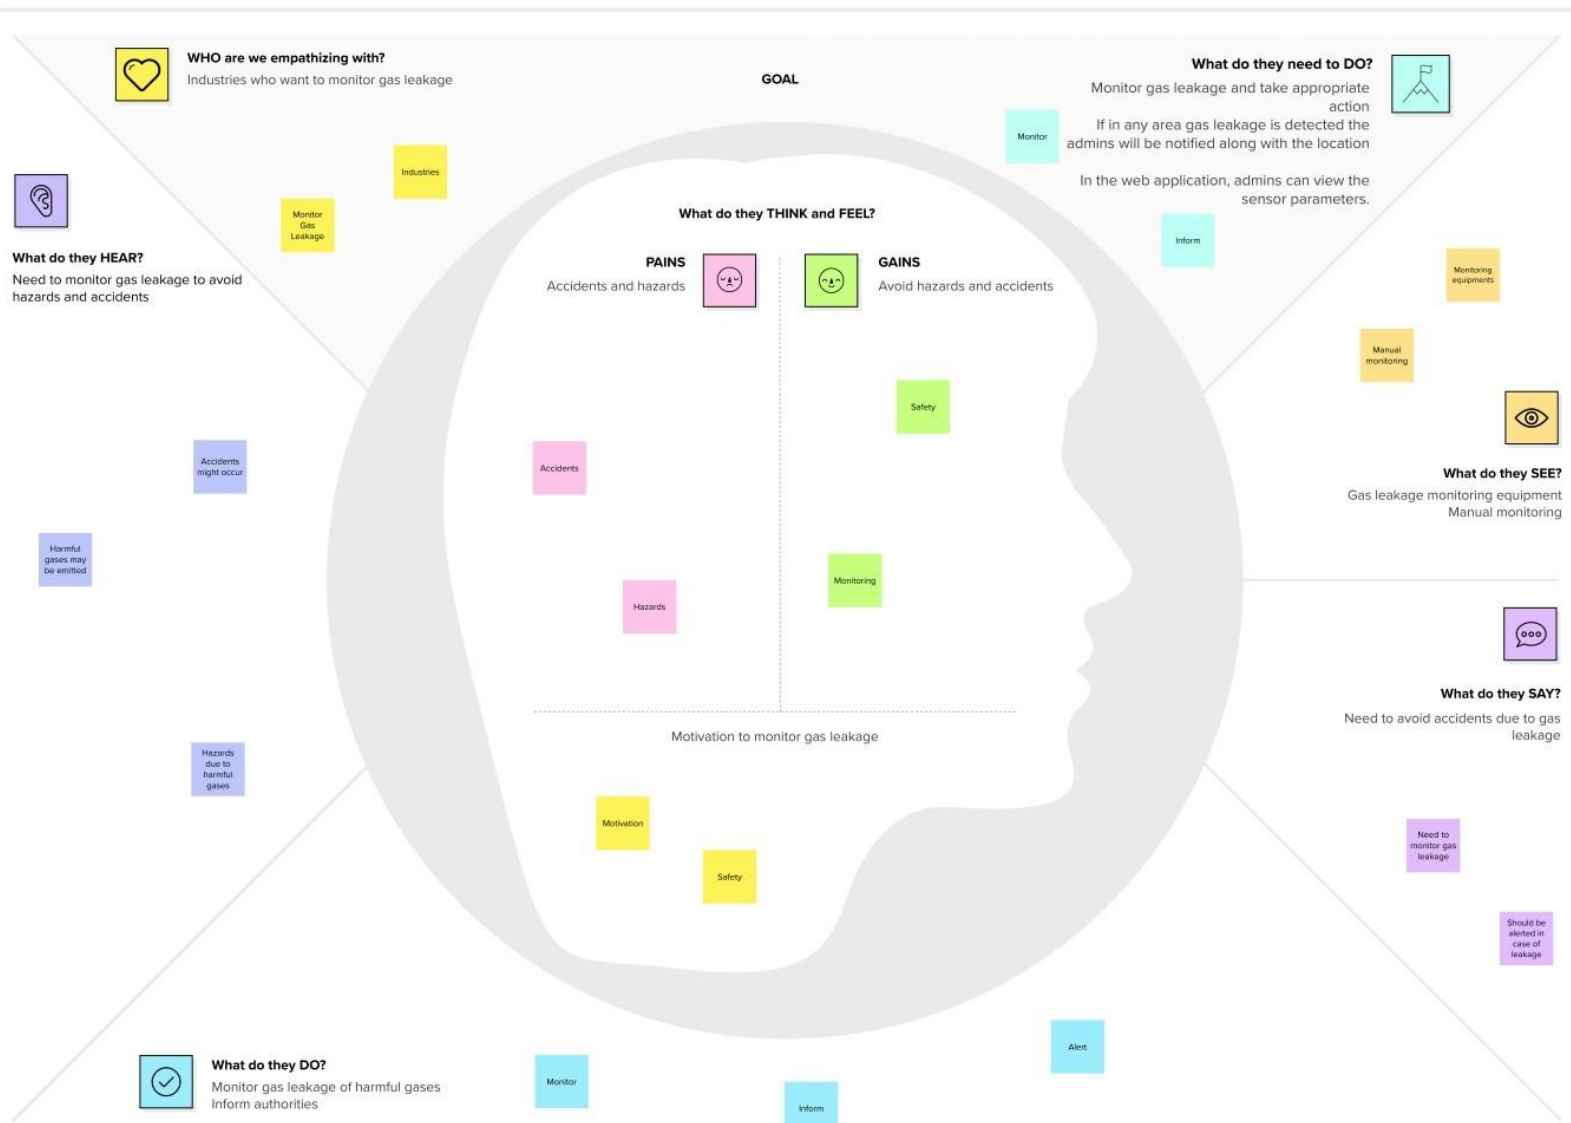 WHO are we empathizing with?
Industries who want to monitor gas leakage
Industries
Monitor
Gas
Leakage
GOAL
What do they need to DO?
Monitor gas leakage and take appropriate
action
If in any area gas leakage is detected the
admins will be notified along with the location
In the web application, admins can view the
sensor parameters.
Monitor
Inform
What do they HEAR?
Need to monitor gas leakage to avoid
hazards and accidents
Accidents
might occur
Harmful
gases may
be emitted
Hazards
due to
harmful
gases
What do they THINK and FEEL?
PAINS
Accidents and hazards
Accidents
Hazards
GAINS
Avoid hazards and accidents
Safety
Monitoring
Motivation to monitor gas leakage
Motivation
Safety
Monitoring
equipments
Manual
monitoring
What do they SEE?
Gas leakage monitoring equipment
Manual monitoring
What do they SAY?
Need to avoid accidents due to gas
leakage
Need to
monitor gas
leakage
Should be
alerted in
case of
leakage
What do they DO?
Monitor gas leakage of harmful gases
Inform authorities
Monitor
Inform
Alert